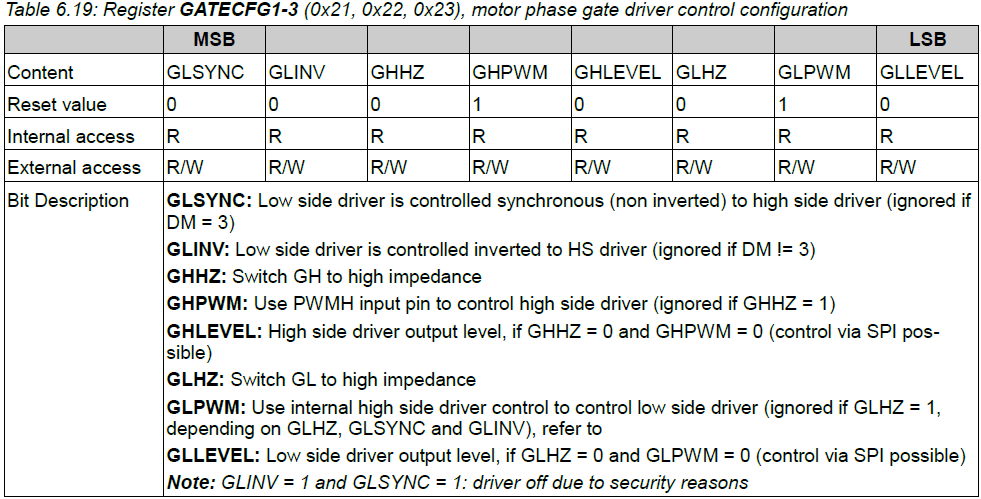 Table 6.19: Register GATECFG1-3 (0x21, 0x22, 0x23), motor phase gate driver control configuration
MSB LSB
Content GLSYNC GLINV GHHZ GHPWM GHLEVEL GLHZ GLPWM GLLEVEL
Reset value 0 0 0 1 0 0 1 0
Internal access R R R R R R R R
External access R/W R/W R/W R/W R/W R/W R/W R/W
Bit Description GLSYNC: Low side driver is controlled synchronous (non inverted) to high side driver (ignored if
DM = 3)
GLINV: Low side driver is controlled inverted to HS driver (ignored if DM != 3)
GHHZ: Switch GH to high impedance
GHPWM: Use PWMH input pin to control high side driver (ignored if GHHZ = 1)
GHLEVEL: High side driver output level, if GHHZ = 0 and GHPWM = 0 (control via SPI pos-
sible)
GLHZ: Switch GL to high impedance
GLPWM: Use internal high side driver control to control low side driver (ignored if GLHZ = 1,
depending on GLHZ, GLSYNC and GLINV), refer to
GLLEVEL: Low side driver output level, if GLHZ = 0 and GLPWM = 0 (control via SPI possible)
Note: GLINV = 1 and GLSYNC = 1: driver off due to security reasons